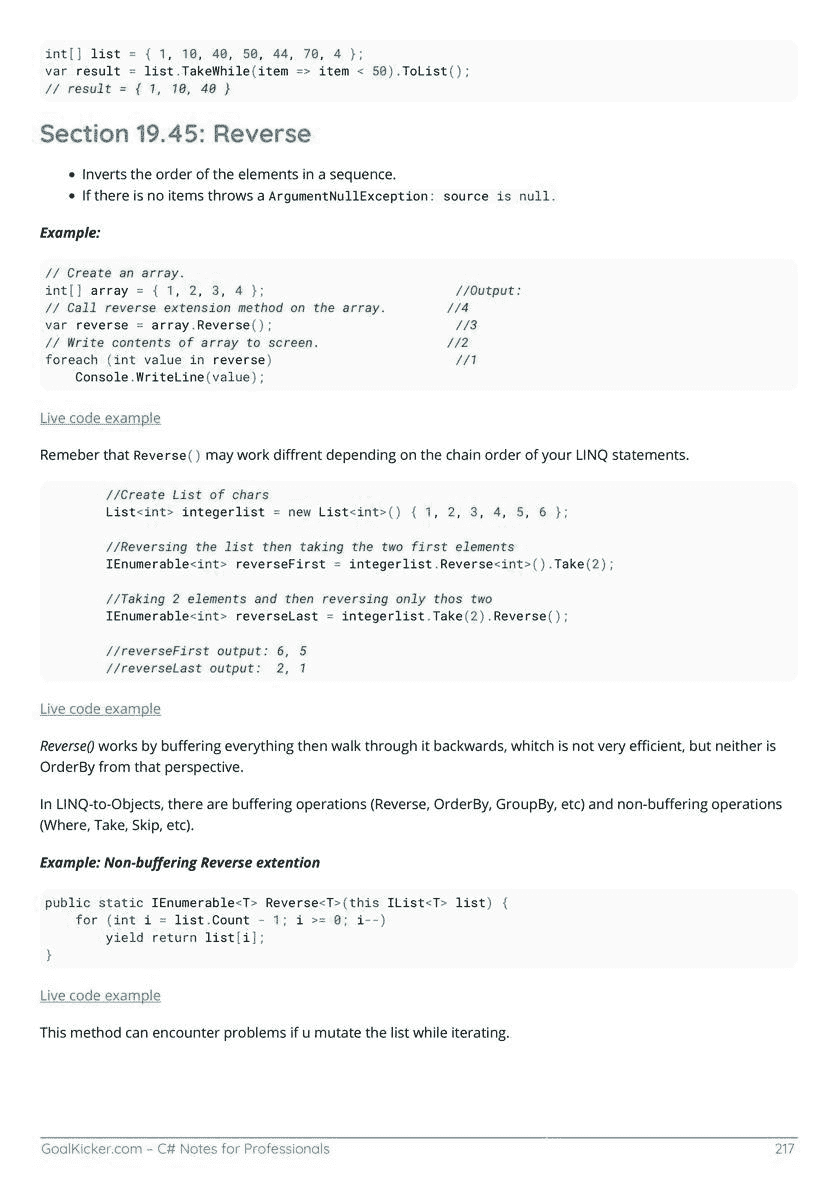 int[] list = { 1, 10, 40, 50, 44, 70, 4 };
var result = list.TakeWhile(item => item < 50).ToList();
// result = { 1, 10, 40 }
Section 19.45: Reverse
• Inverts the order of the elements in a sequence.
• If there is no items throws a ArgumentNullException: source is null.
Example:
// Create an array.
int[] array = { 1, 2, 3, 4 };                         //Output:
// Call reverse extension method on the array.        //4
var reverse = array.Reverse();                        //3
// Write contents of array to screen.                 //2
foreach (int value in reverse)                        //1
    Console.WriteLine(value);
Live code example
Remeber that Reverse() may work diffrent depending on the chain order of your LINQ statements.
        //Create List of chars
        List<int> integerlist = new List<int>() { 1, 2, 3, 4, 5, 6 };
        //Reversing the list then taking the two first elements
        IEnumerable<int> reverseFirst = integerlist.Reverse<int>().Take(2);
        //Taking 2 elements and then reversing only thos two
        IEnumerable<int> reverseLast = integerlist.Take(2).Reverse();
        //reverseFirst output: 6, 5
        //reverseLast output:  2, 1
Live code example
Reverse() works by buffering everything then walk through it backwards, whitch is not very efficient, but neither is
OrderBy from that perspective.
In LINQ-to-Objects, there are buffering operations (Reverse, OrderBy, GroupBy, etc) and non-buffering operations
(Where, Take, Skip, etc).
Example: Non-buffering Reverse extention
public static IEnumerable<T> Reverse<T>(this IList<T> list) {
    for (int i = list.Count - 1; i >= 0; i--)
        yield return list[i];
}
Live code example
This method can encounter problems if u mutate the list while iterating.
GoalKicker.com – C# Notes for Professionals                                217